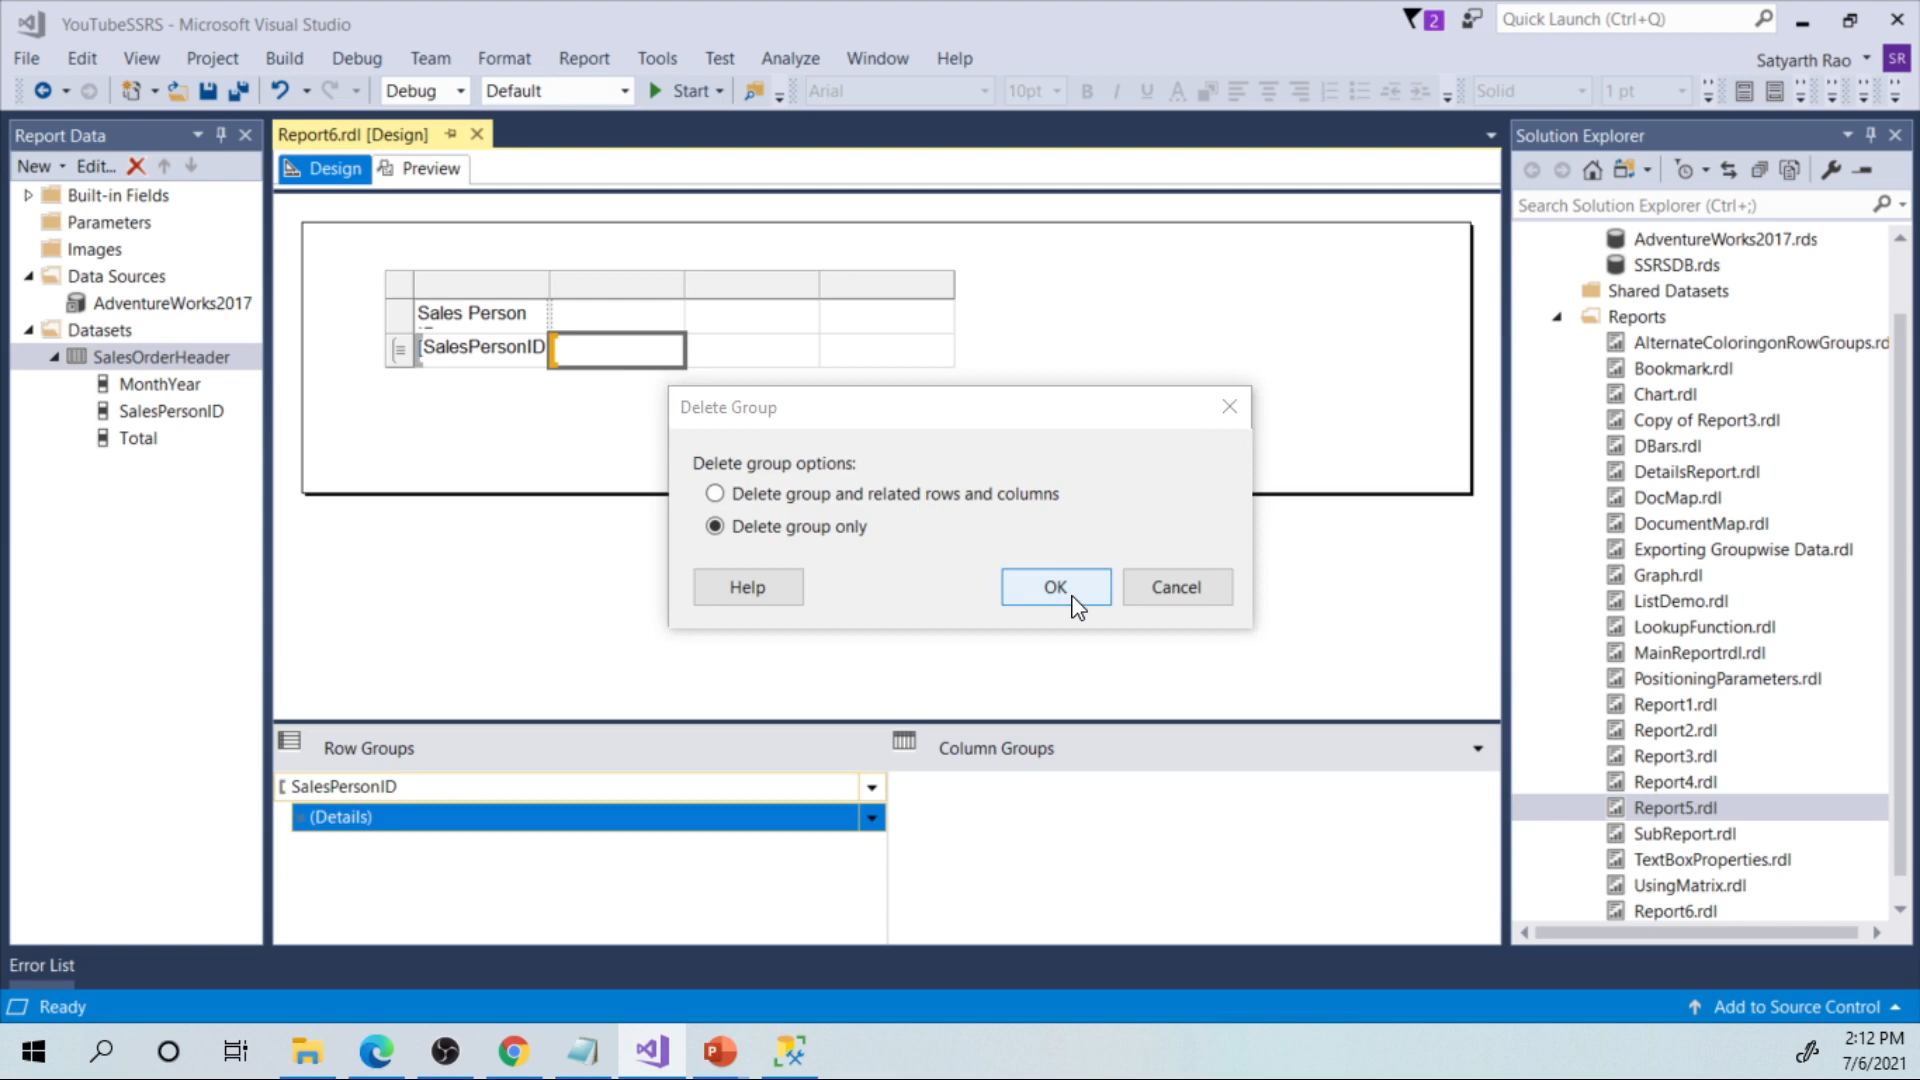 YouTubeSSRS - Microsoft Visual Studio
2
Quick Launch (Ctrl+Q)
File Edit View Project Build Debug Team Format Report Tools Test Analyze Window Help
Satyarth Rao
SR
Debug Default Start Arial 10pt B I U A Solid 1 pt
Report Data
New Edit...
Built-in Fields
Parameters
Images
Data Sources
AdventureWorks2017
Datasets
SalesOrderHeader
MonthYear
SalesPersonID
Total
Report6.rdl [Design]
Design Preview
Sales Person
[SalesPersonID
Delete Group
Delete group options:
Delete group and related rows and columns
Delete group only
Help OK Cancel
Row Groups
Column Groups
[ SalesPersonID
(Details)
Solution Explorer
Search Solution Explorer (Ctrl+;)
AdventureWorks2017.rds
SSRSDB.rds
Shared Datasets
Reports
AlternateColoringonRowGroups.rd
Bookmark.rdl
Chart.rdl
Copy of Report3.rdl
DBars.rdl
DetailsReport.rdl
DocMap.rdl
DocumentMap.rdl
Exporting Groupwise Data.rdl
Graph.rdl
ListDemo.rdl
LookupFunction.rdl
MainReportrdl.rdl
PositioningParameters.rdl
Report1.rdl
Report2.rdl
Report3.rdl
Report4.rdl
Report5.rdl
SubReport.rdl
TextBoxProperties.rdl
UsingMatrix.rdl
Report6.rdl
Error List
Ready
Add to Source Control
2:12 PM
7/6/2021